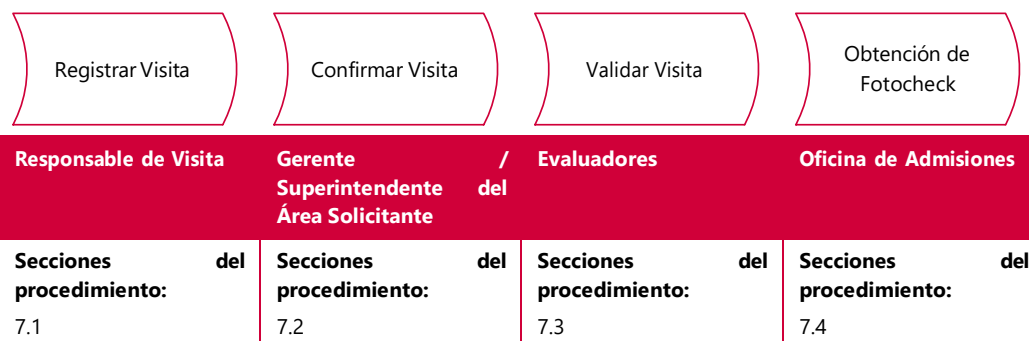 Registrar Visita
Confirmar Visita
Validar Visita
Obtención de
Fotocheck
Responsable de Visita
Gerente /
Superintendente del
Área Solicitante
Evaluadores
Oficina de Admisiones
Secciones del
procedimiento:
7.1
Secciones del
procedimiento:
7.2
Secciones del
procedimiento:
7.3
Secciones del
procedimiento:
7.4